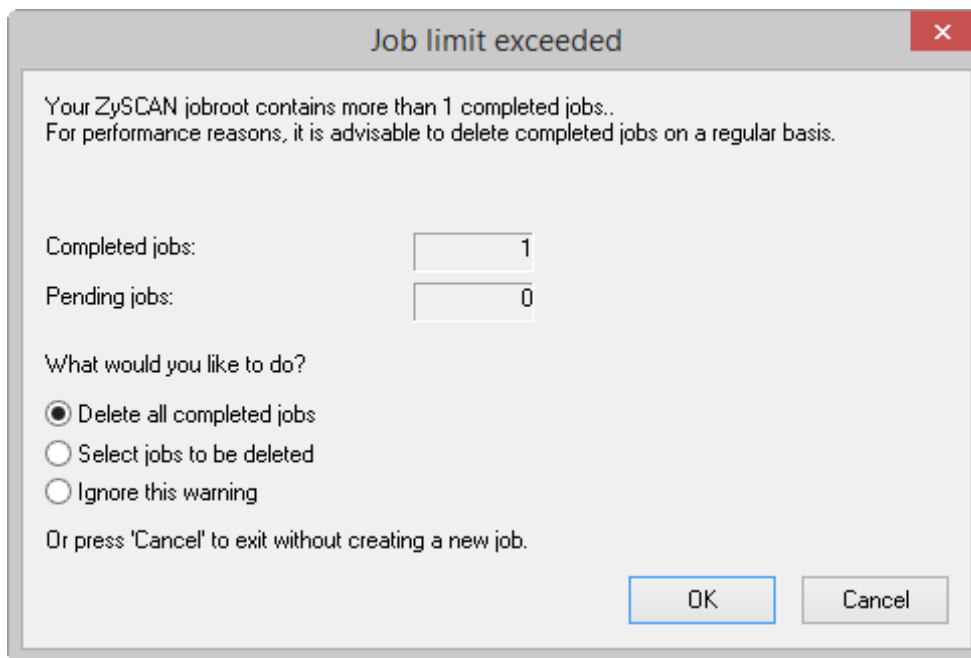 Job limit exceeded
Your ZySCAN jobroot contains more than 1 completed jobs..
For performance reasons, it is advisable to delete completed jobs on a regular basis.
Completed jobs: 1
Pending jobs: 0
What would you like to do?
Delete all completed jobs
Select jobs to be deleted
Ignore this warning
Or press 'Cancel' to exit without creating a new job.
OK Cancel